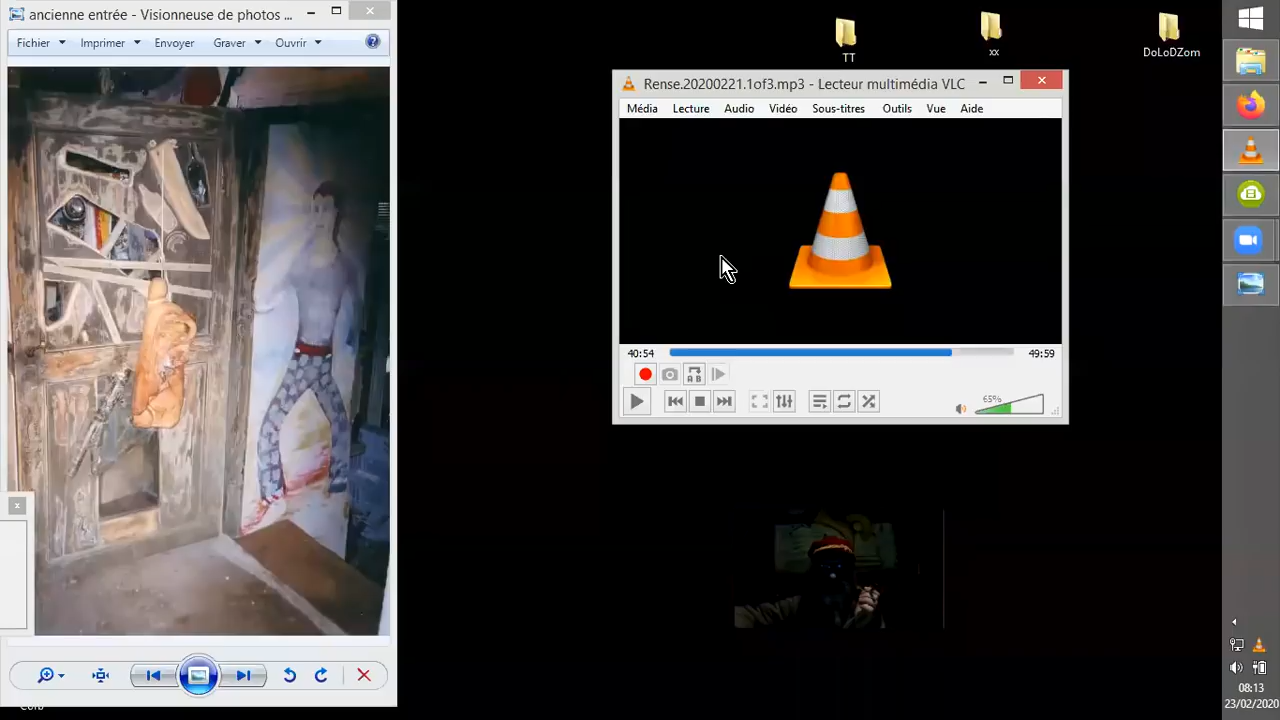 ancienne entrée - Visionneuse de photos ...
Fichier Imprimer Envoyer Graver Ouvrir
TT
xx
DoLoDZom
Rense.20200221.1of3.mp3 - Lecteur multimédia VLC
Média Lecture Audio Vidéo Sous-titres Outils Vue Aide
40:54 49:59
65%
08:13
23/02/2020